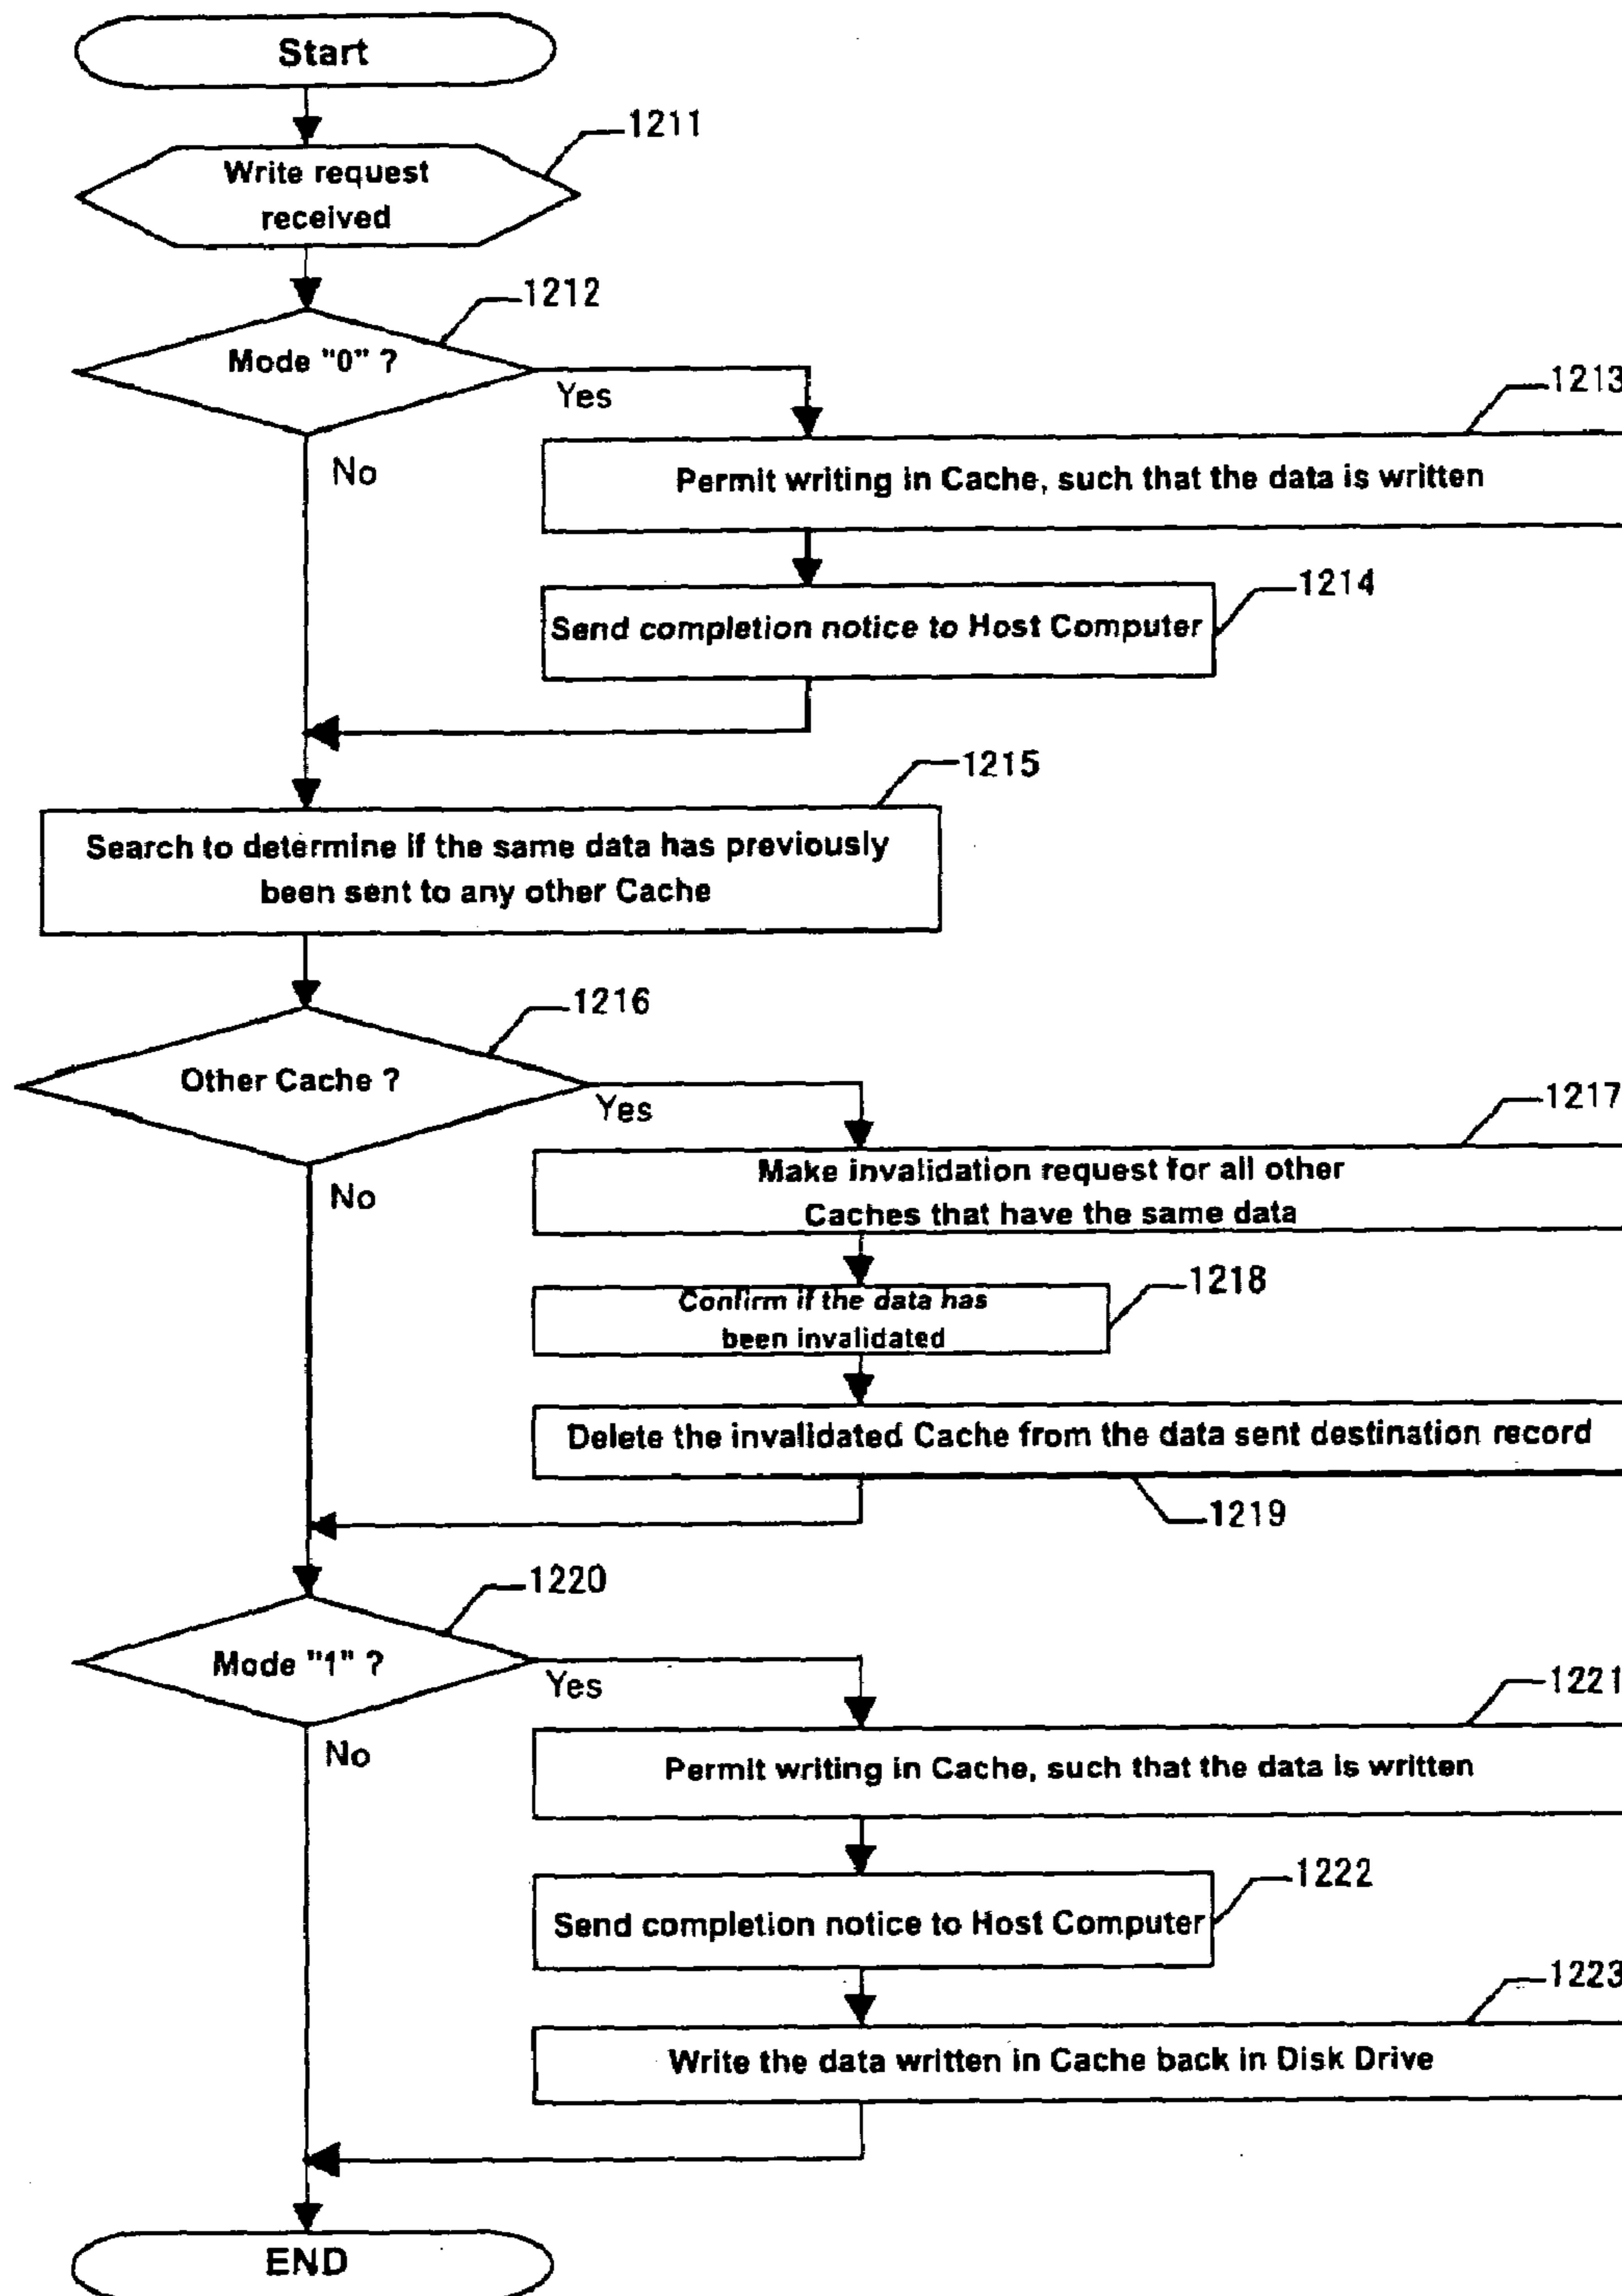 Start
1211
Write request
received
1212
Mode "0" ?
Yes
No
1213
Permit writing in Cache, such that the data is written
1214
Send completion notice to Host Computer
1215
Search to determine if the same data has previously
been sent to any other Cache
1216
Other Cache ?
Yes
No
1217
Make invalidation request for all other
Caches that have the same data
1218
Confirm if the data has
been invalidated
Delete the invalidated Cache from the data sent destination record
1219
1220
Mode "1" ?
Yes
No
1221
Permit writing in Cache, such that the data is written
1222
Send completion notice to Host Computer
1223
Write the data written in Cache back in Disk Drive
END